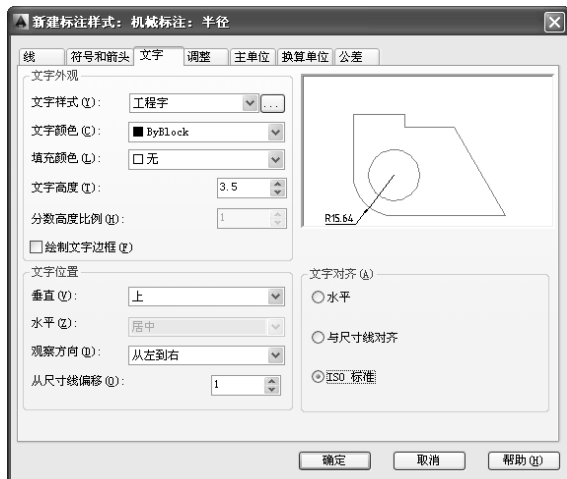 新建标注样式: 机械标注: 半径
线 符号和箭头 文字 调整 主单位 换算单位 公差
文字外观
文字样式(Y): 工程字 ...
文字颜色(C): ByBlock
填充颜色(L): 无
文字高度(T): 3.5
分数高度比例(H): 1
绘制文字边框(F)
R15.64
文字位置
垂直(V): 上
水平(Z): 居中
观察方向(D): 从左到右
从尺寸线偏移(O): 1
文字对齐(A)
水平
与尺寸线对齐
ISO 标准
确定 取消 帮助(H)